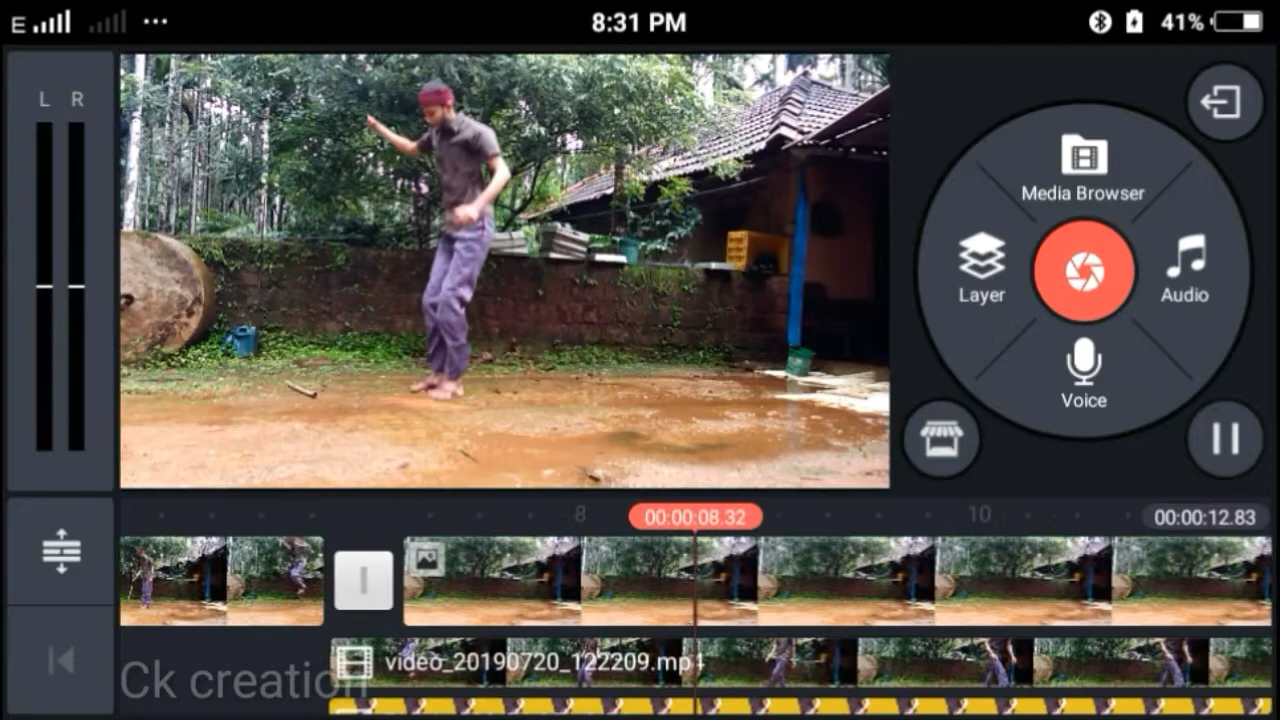 E
8:31 PM
41%
L R
Media Browser
Layer
Audio
Voice
8
00:00:08.32
10
00:00:12.83
video_20190720_122209.mp4
Ck creation